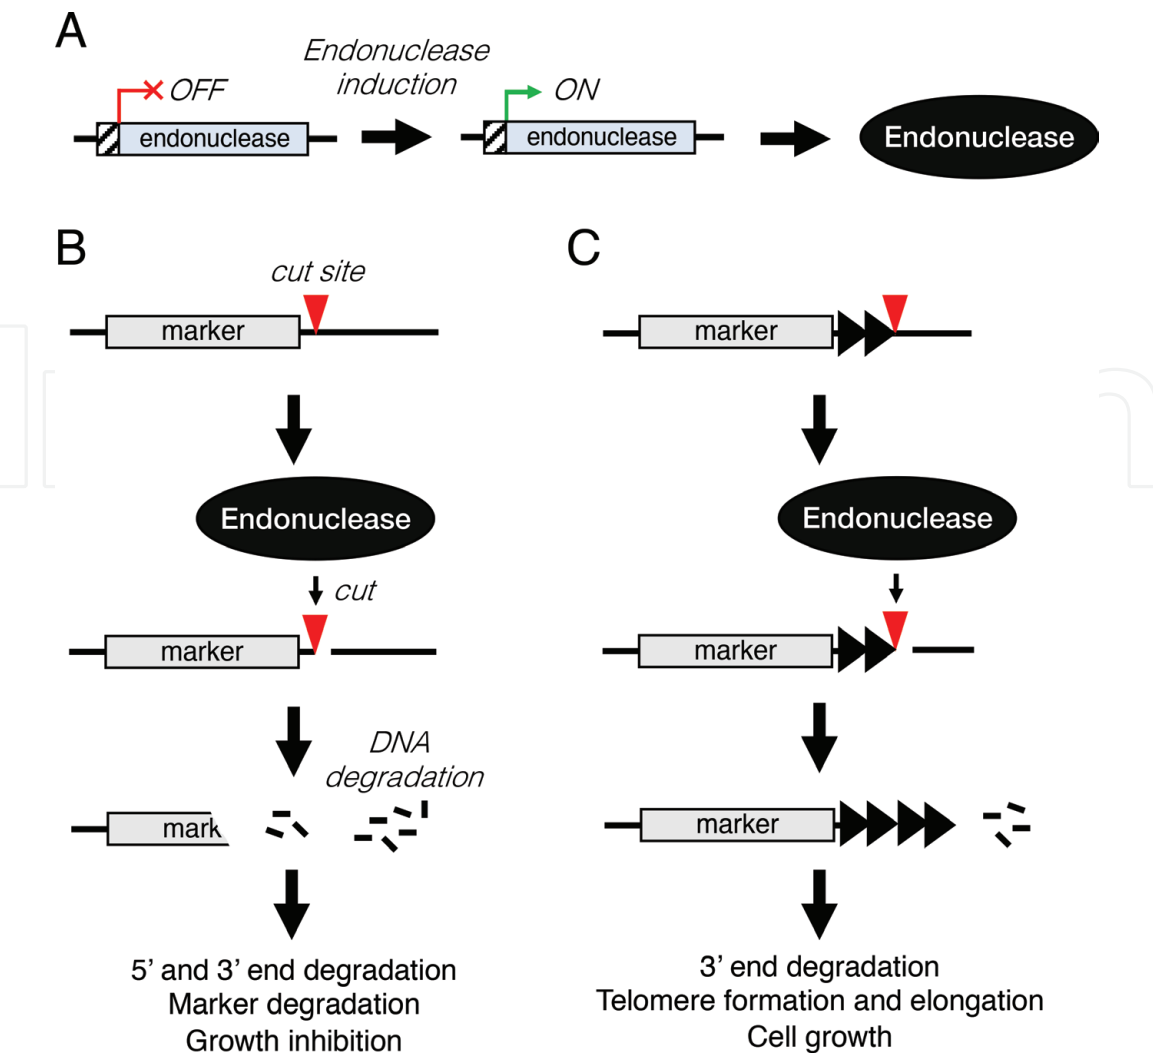 A
Endonuclease
induction
OFF
ON
endonuclease
endonuclease
Endonuclease
B
cut site
marker
Endonuclease
cut
marker
DNA
degradation
mark
5’ and 3’ end degradation
Marker degradation
Growth inhibition
C
marker
Endonuclease
marker
marker
3’ end degradation
Telomere formation and elongation
Cell growth